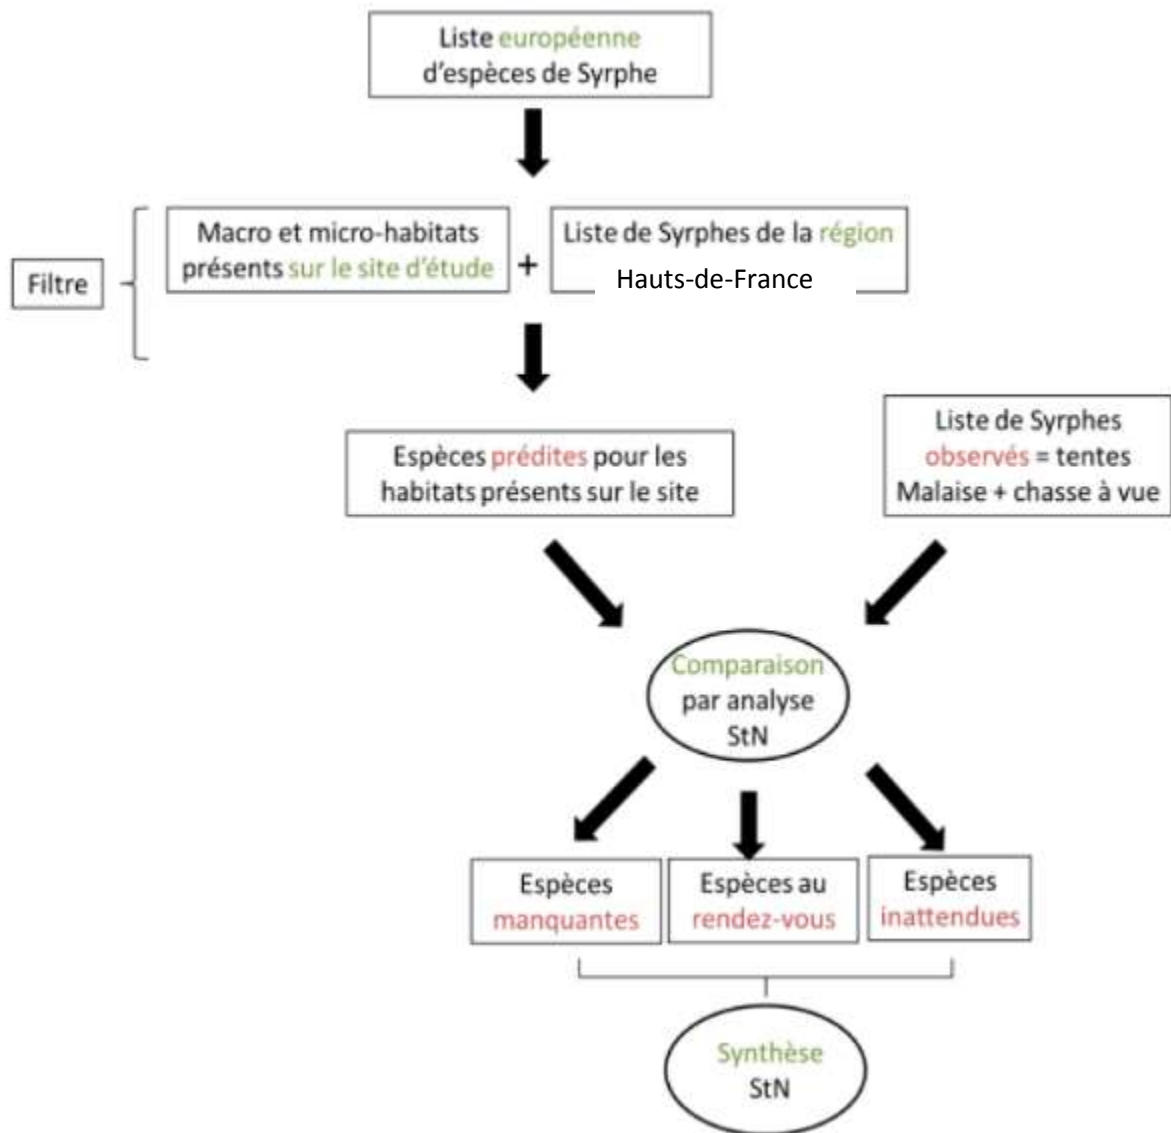 Liste européenne
d'espèces de Syrphe
Filtre
Macro et micro-habitats
présents sur le site d'étude
+
Liste de Syrphes de la région
Hauts-de-France
Espèces prédites pour les
habitats présents sur le site
Liste de Syrphes
observés = tentes
Malaise + chasse à vue
Comparaison
par analyse
StN
Espèces
manquantes
Espèces au
rendez-vous
Espèces
inattendues
Synthèse
StN